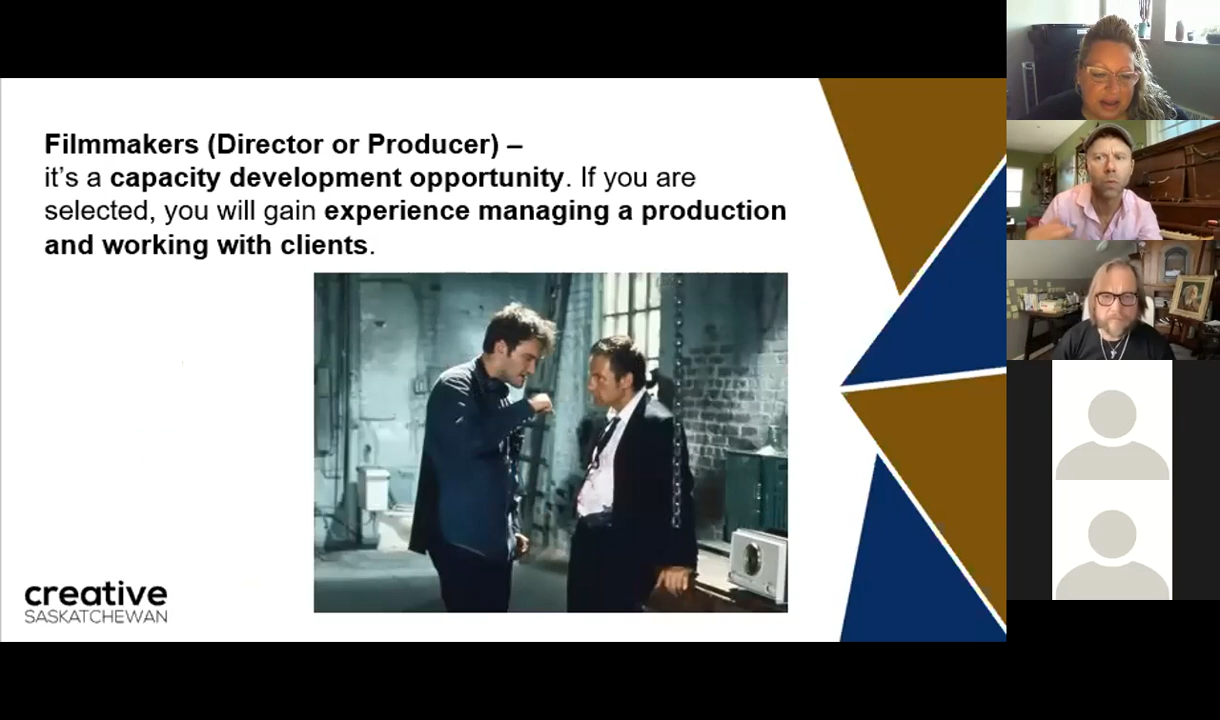 Filmmakers (Director or Producer) –
it’s a capacity development opportunity. If you are
selected, you will gain experience managing a production
and working with clients.
creative
SASKATCHEWAN